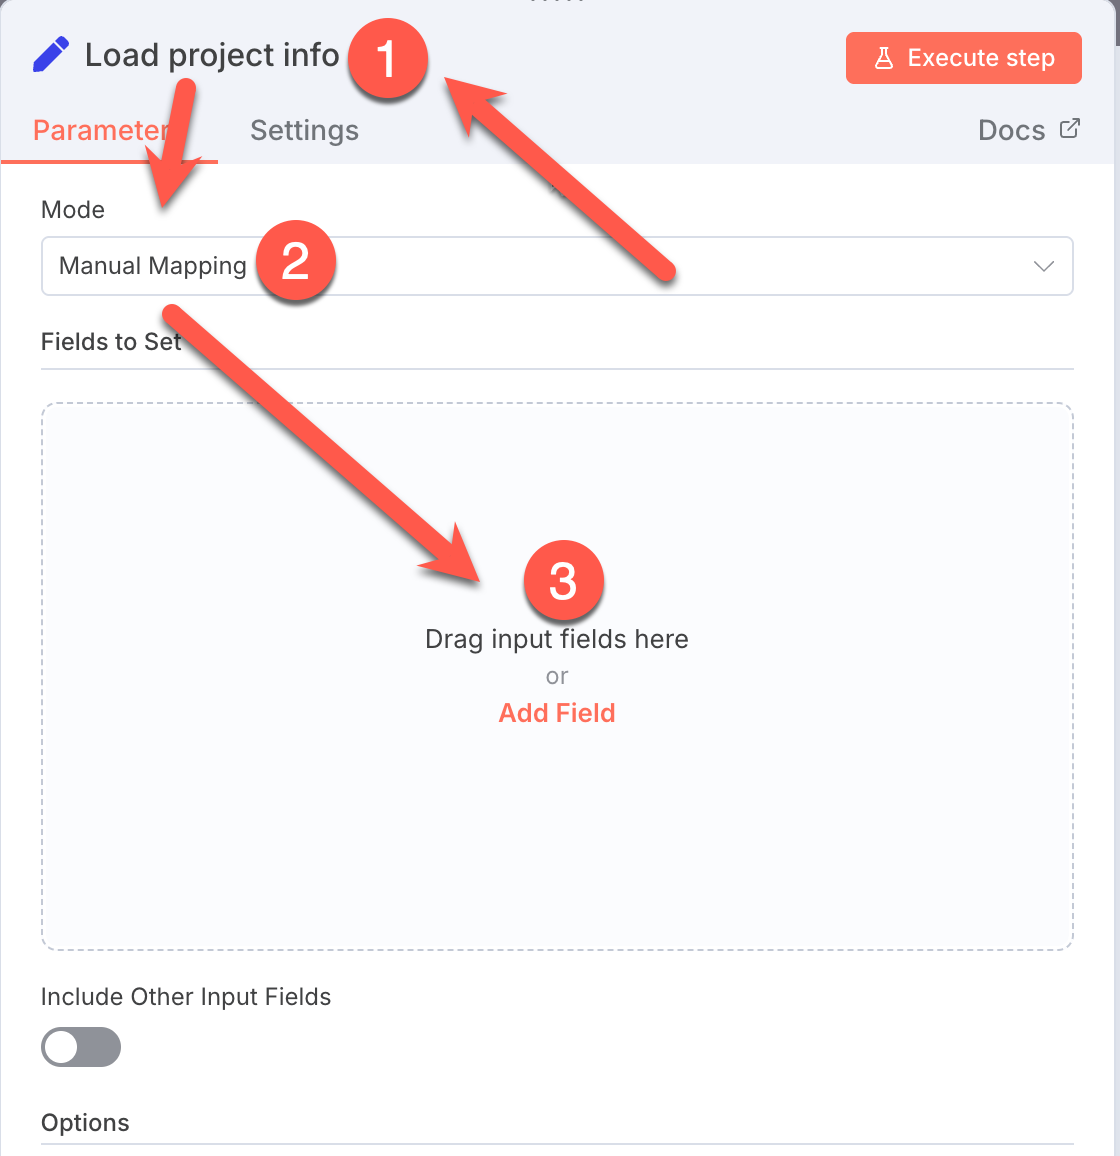 Load project info
1
Execute step
Parameter
Settings
Docs
Mode
Manual Mapping
2
Fields to Set
3
Drag input fields here
or
Add Field
Include Other Input Fields
Options